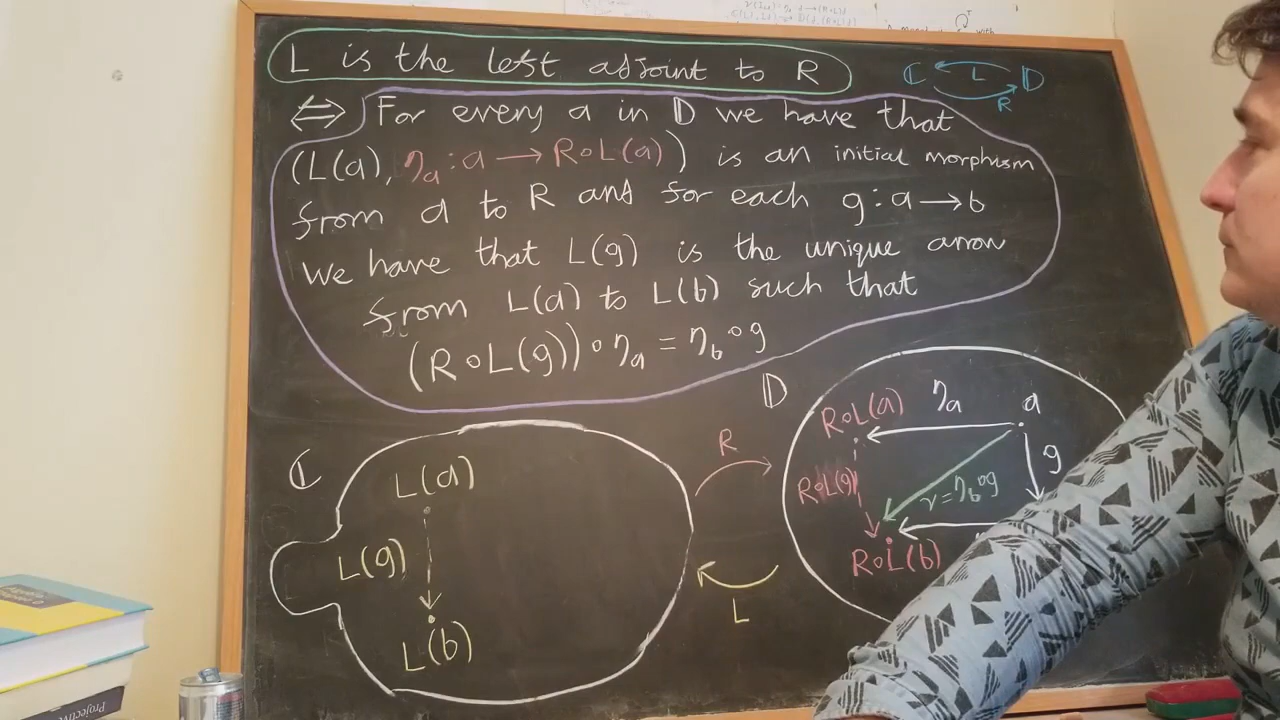 L is the left adjoint to R
ℂ L 𝔻
R
⇔ For every a in 𝔻 we have that
(L(a), η_a : a → R∘L(a)) is an initial morphism
from a to R and for each g : a → b
we have that L(g) is the unique arrow
from L(a) to L(b) such that
(R∘L(g))∘η_a = η_b∘g
𝔻
R∘L(a) η_a a
R
ℂ
L(a)
g
R∘L(g) r = η_b∘g
L(g)
R∘L(b)
L
L(b)
Projective